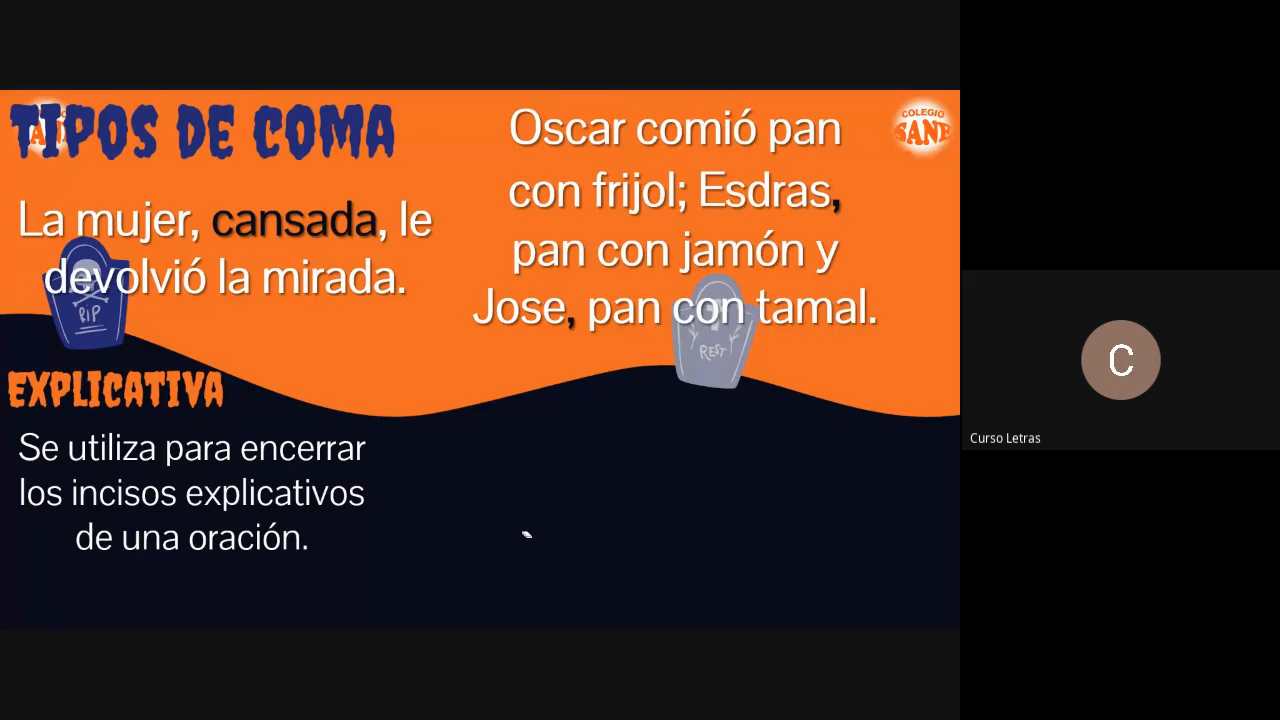 TIPOS DE COMA
La mujer, cansada, le
devolvió la mirada.
RIP
EXPLICATIVA
Se utiliza para encerrar
los incisos explicativos
de una oración.
Oscar comió pan
con frijol; Esdras,
pan con jamón y
Jose, pan con tamal.
REST
COLEGIO
Curso Letras
C